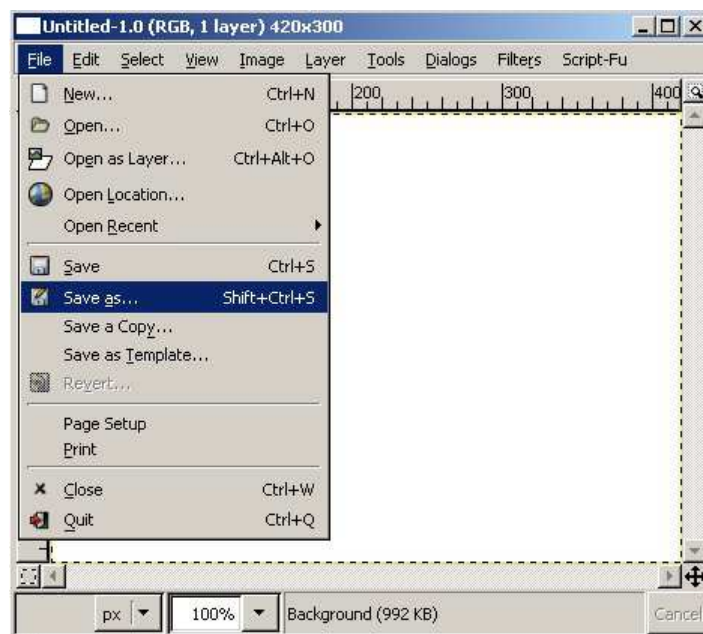 Untitled-1.0 (RGB, 1 layer) 420x300
File Edit Select View Image Layer Tools Dialogs Filters Script-Fu
200 300 400
New... Ctrl+N
Open... Ctrl+O
Open as Layer... Ctrl+Alt+O
Open Location...
Open Recent
Save Ctrl+S
Save as... Shift+Ctrl+S
Save a Copy...
Save as Template...
Revert...
Page Setup
Print
Close Ctrl+W
Quit Ctrl+Q
px 100% Background (992 KB) Cancel